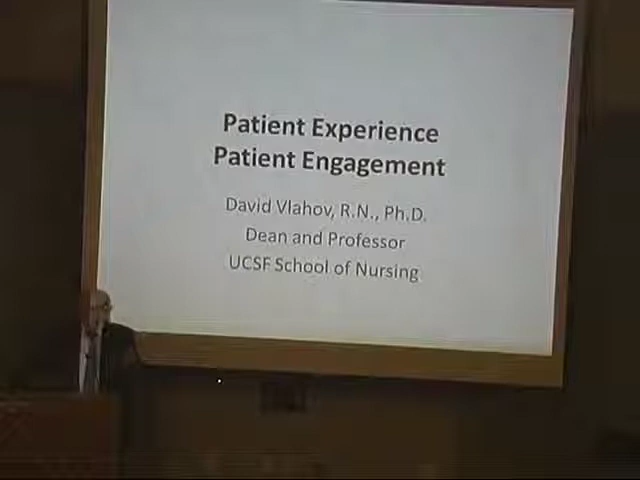 Patient Experience
Patient Engagement
David Vlahov, R.N., Ph.D.
Dean and Professor
UCSF School of Nursing